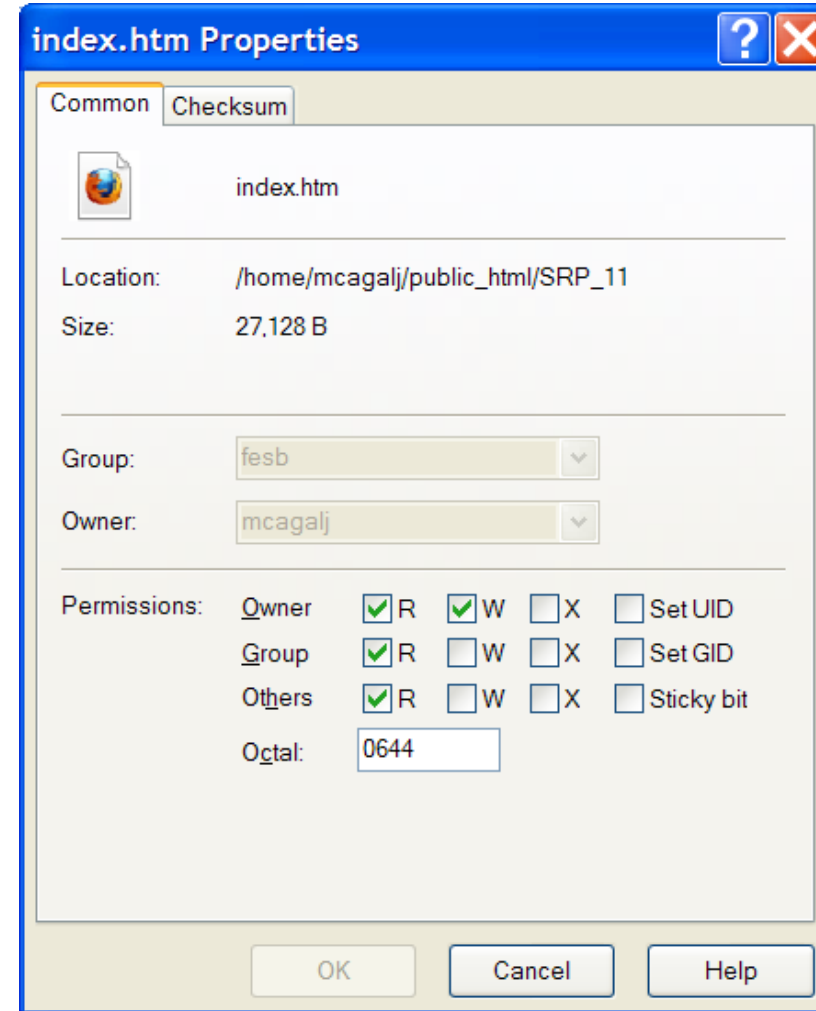 index.htm Properties
Common Checksum
index.htm
Location: /home/mcagalj/public_html/SRP_11
Size: 27,128 B
Group: fesb
Owner: mcagalj
Permissions: Owner R W X Set UID
Group R W X Set GID
Others R W X Sticky bit
Octal: 0644
OK Cancel Help